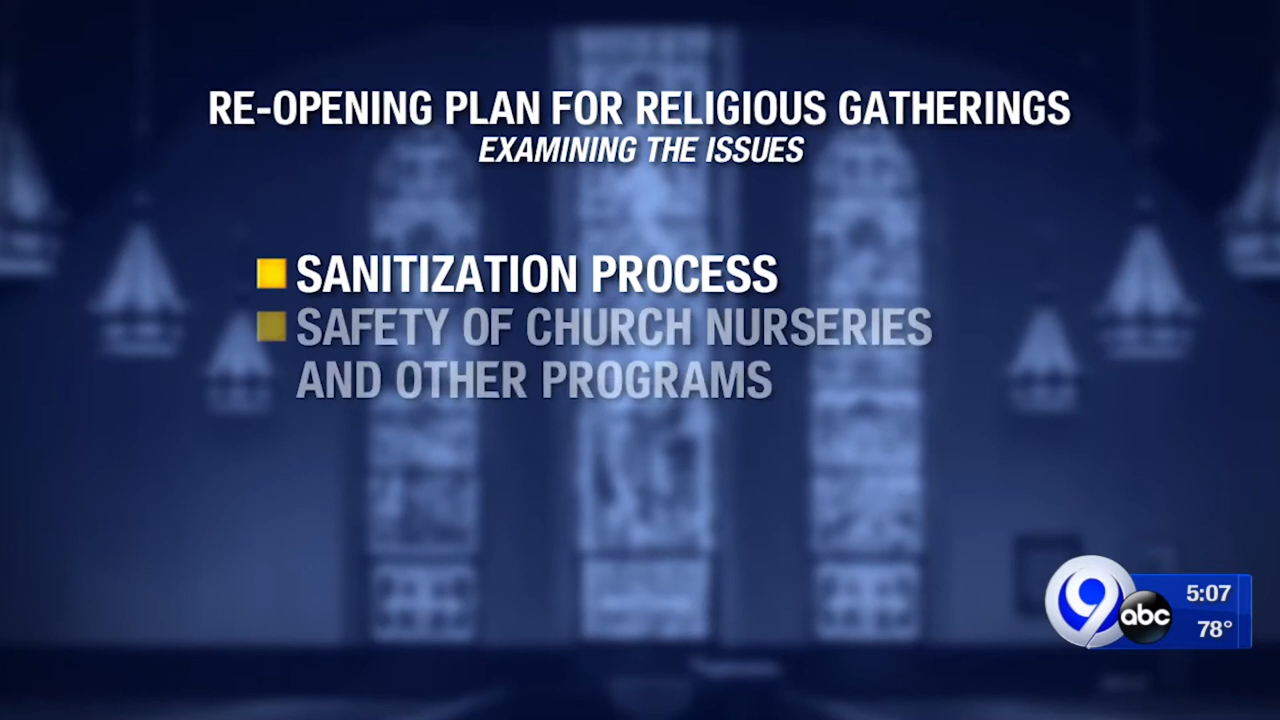 RE-OPENING PLAN FOR RELIGIOUS GATHERINGS
EXAMINING THE ISSUES
SANITIZATION PROCESS
SAFETY OF CHURCH NURSERIES
AND OTHER PROGRAMS
9 abc
5:07
78°